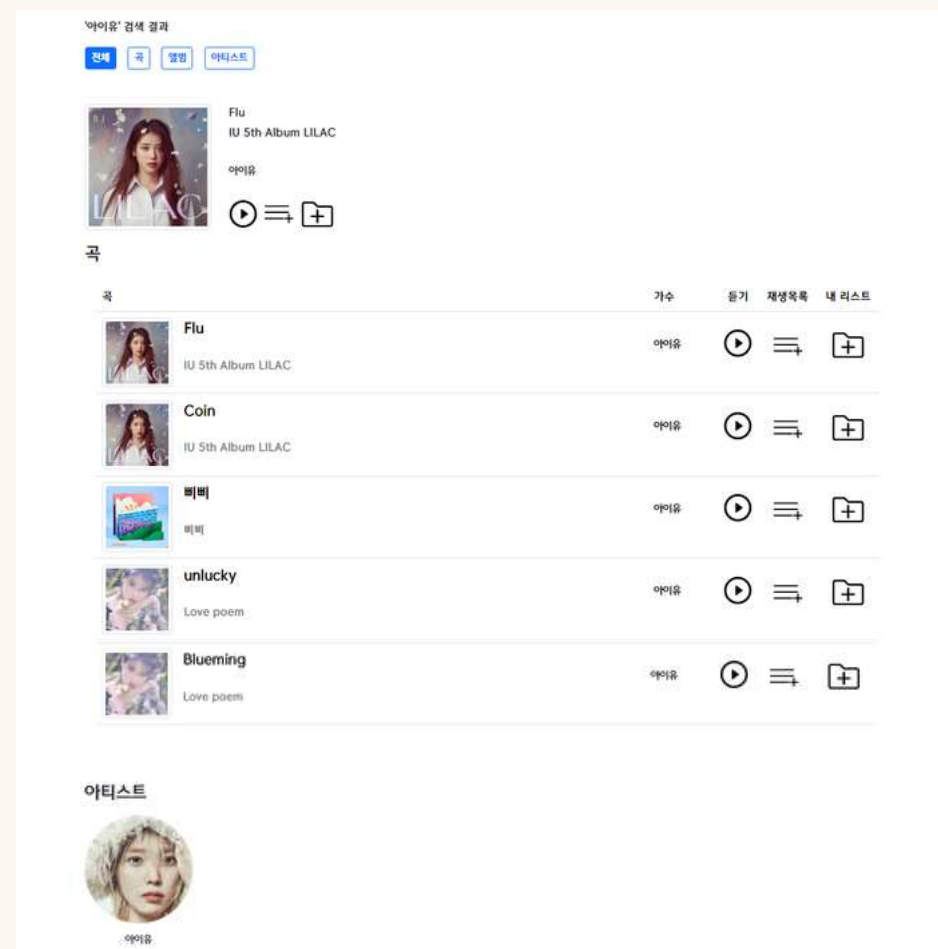 '아이유' 검색 결과
전체 곡 앨범 아티스트
LILAC
Flu
IU 5th Album LILAC
아이유
곡
곡 가수 듣기 재생목록 내 리스트
Flu
IU 5th Album LILAC
아이유
Coin
IU 5th Album LILAC
아이유
삐삐
삐삐
아이유
unlucky
Love poem
아이유
Blueming
Love poem
아이유
아티스트
아이유